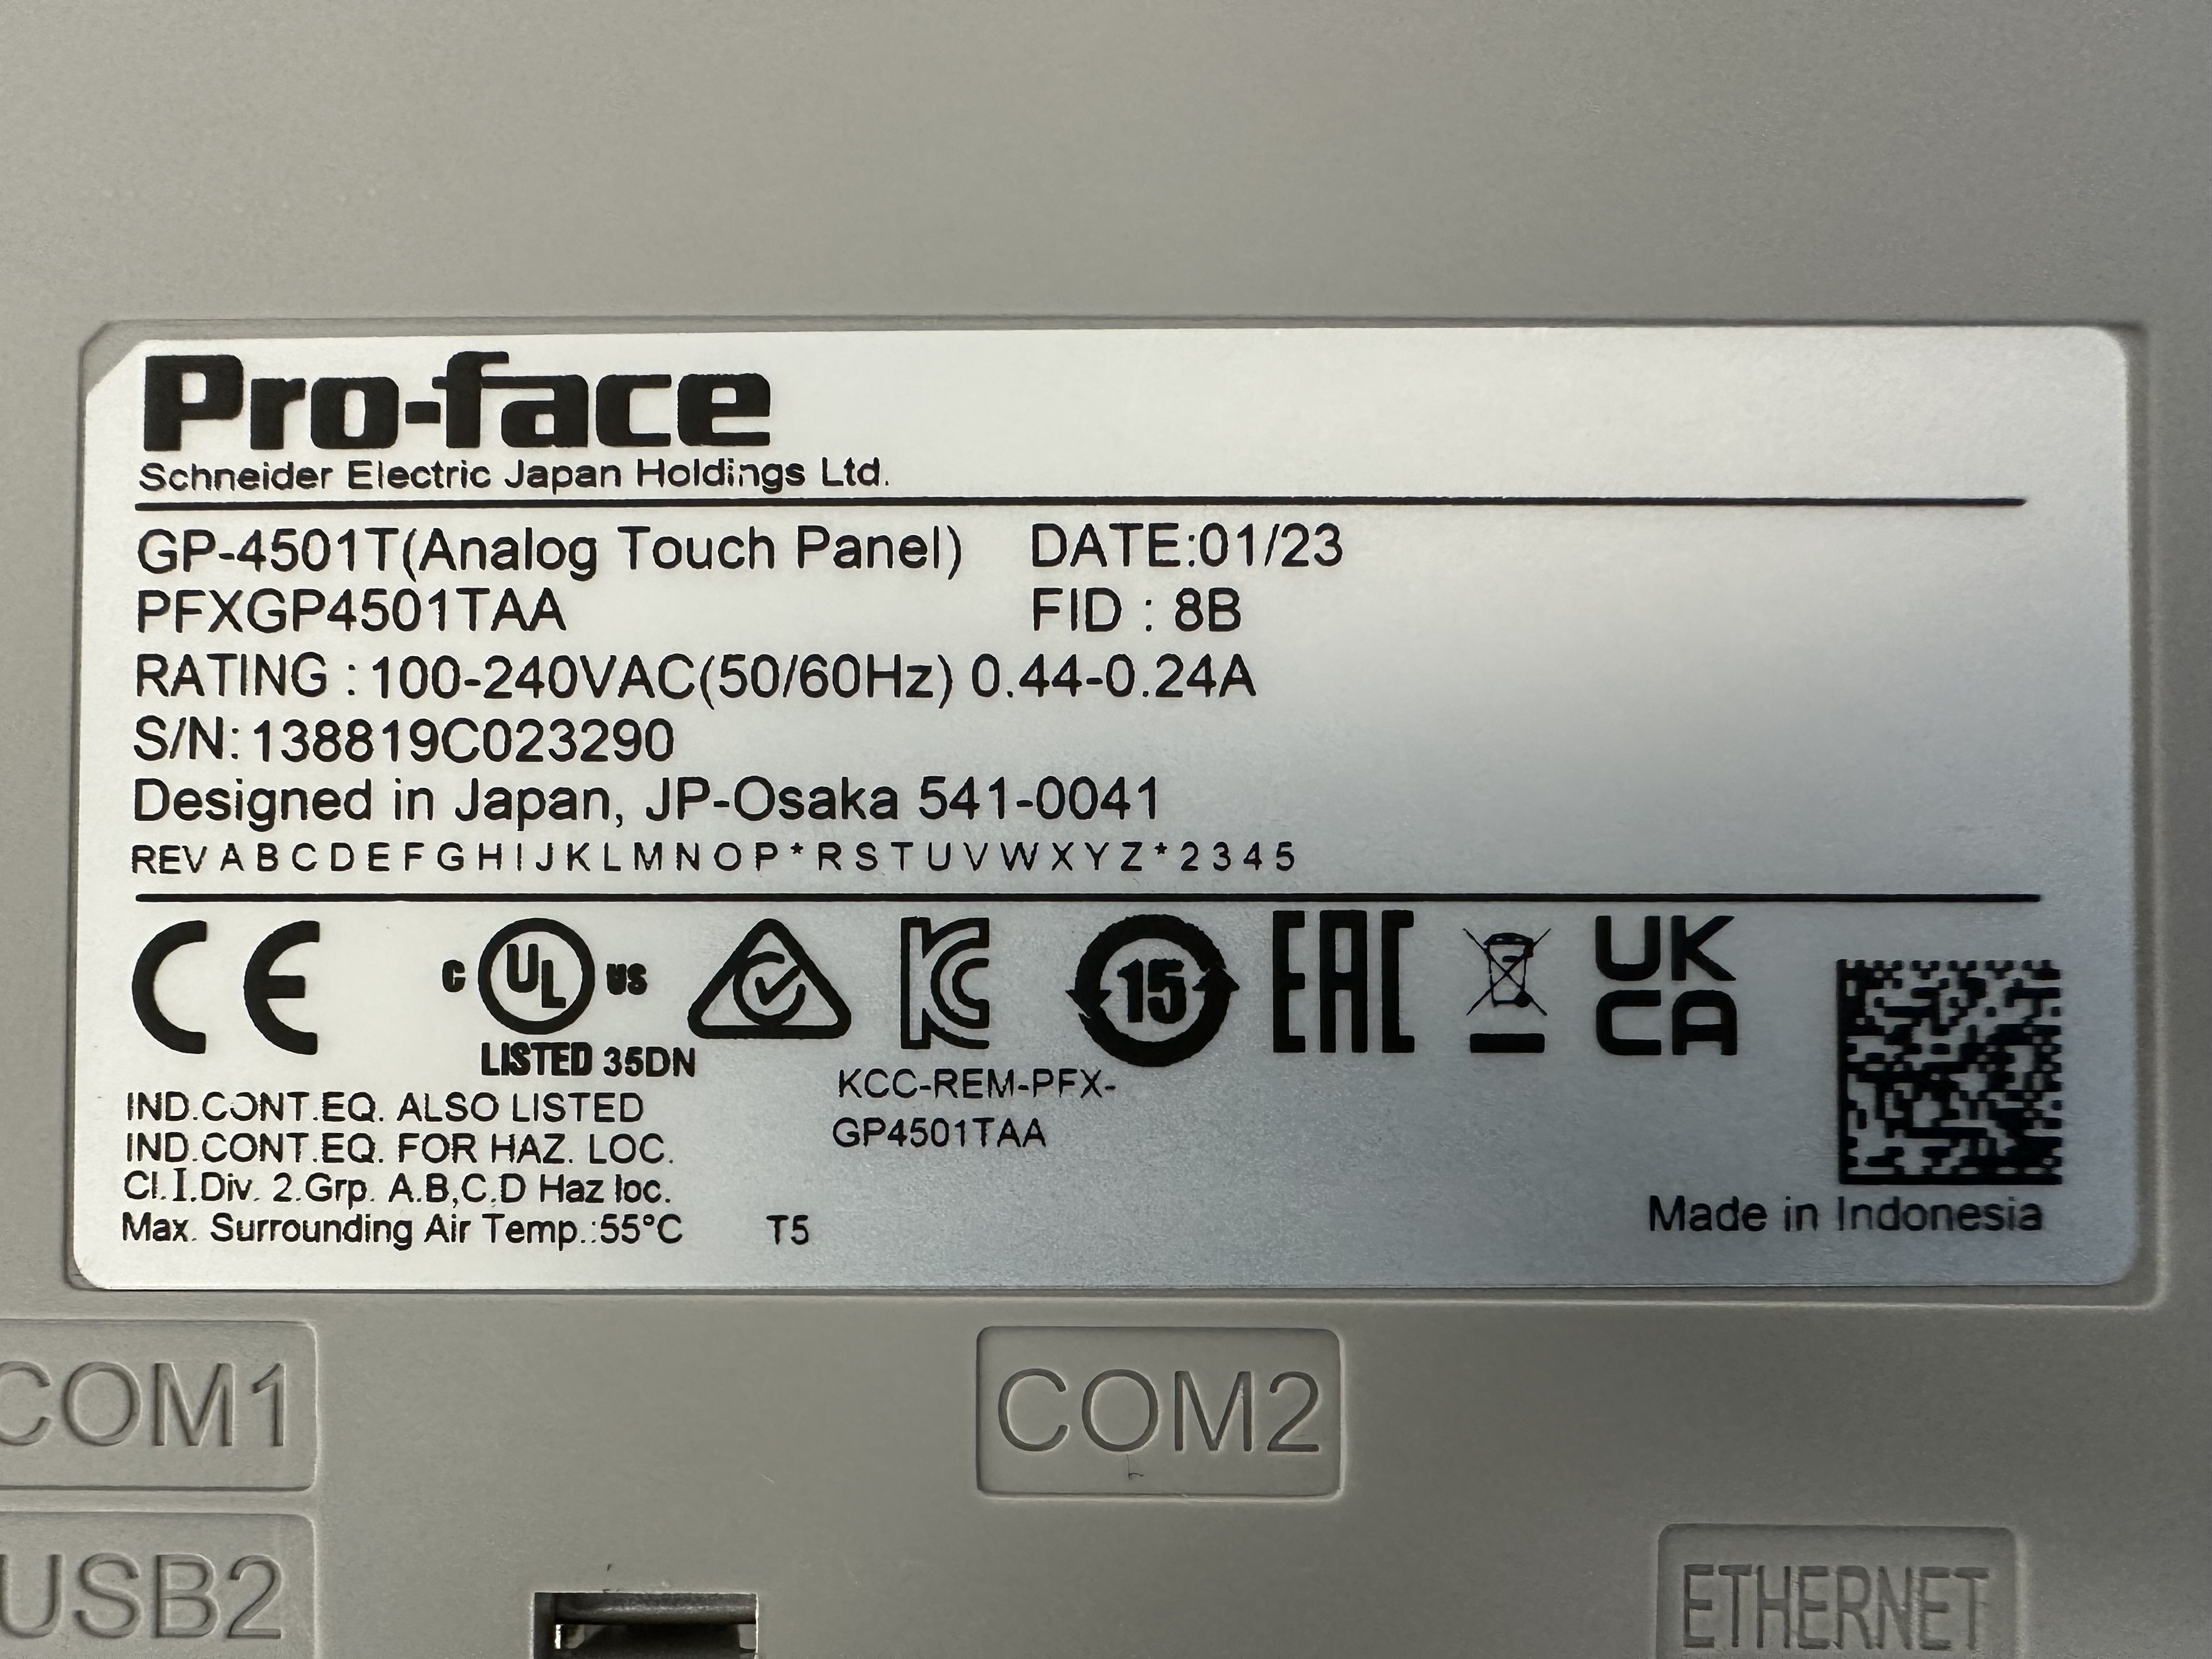 Pro-face
Schneider Electric Japan Holdings Ltd.
GP-4501T(Analog Touch Panel) DATE:01/23
PFXGP4501TAA FID : 8B
RATING : 100-240VAC(50/60Hz) 0.44-0.24A
S/N: 138819C023290
Designed in Japan, JP-Osaka 541-0041
REV A B C D E F G H I J K L M N O P * R S T U V W X Y Z * 2 3 4 5
CE C UL US KC 15 EAC UK
CA
LISTED 35DN
KCC-REM-PFX-
GP4501TAA
IND.CONT.EQ. ALSO LISTED
IND.CONT.EQ. FOR HAZ. LOC.
Cl.I.Div. 2.Grp. A.B,C.D Haz loc.
Max. Surrounding Air Temp.:55°C T5
Made in Indonesia
COM1
COM2
USB2
ETHERNET